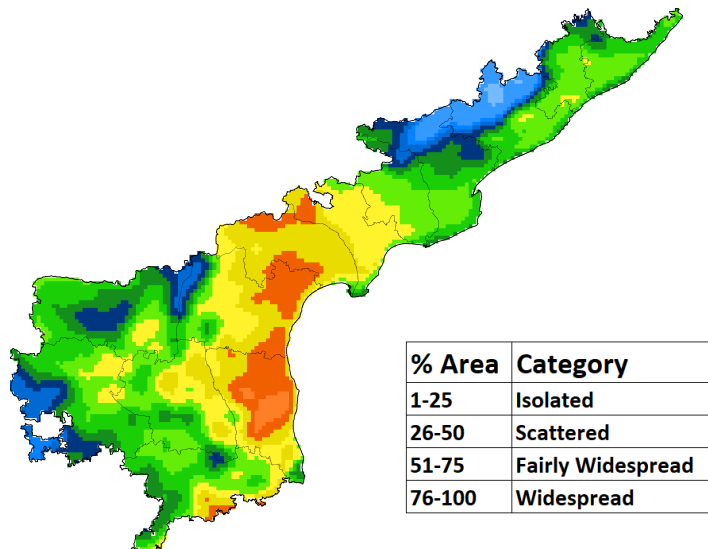 % Area Category
1-25 Isolated
26-50 Scattered
51-75 Fairly Widespread
76-100 Widespread